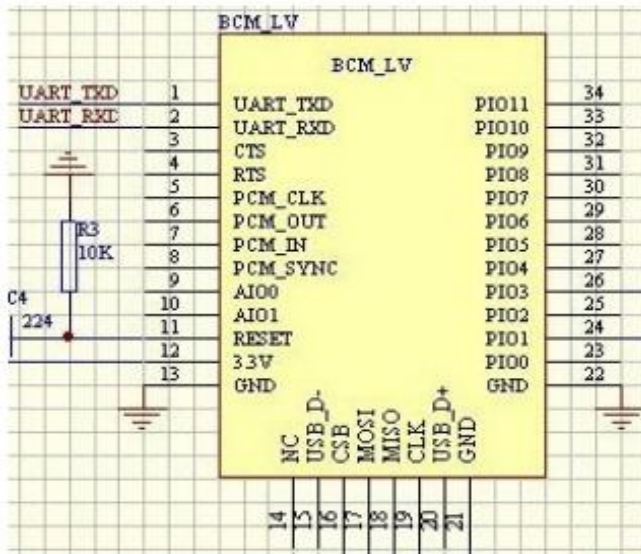 BCM_LV
BCM_LV
UART_TXD 1 UART_TXD PIO11 34
UART_RXD 2 UART_RXD PIO10 33
3 CTS PIO9 32
4 RTS PIO8 31
5 PCM_CLK PIO7 30
6 PCM_OUT PIO6 29
7 PCM_IN PIO5 28
8 PCM_SYNC PIO4 27
9 AIO0 PIO3 26
10 AIO1 PIO2 25
11 RESET PIO1 24
12 3.3V PIO0 23
13 GND GND 22
R3
10K
C4
224
NC USB_D- CSB MOSI MISO CLK USB_D+ GND
14 15 16 17 18 19 20 21